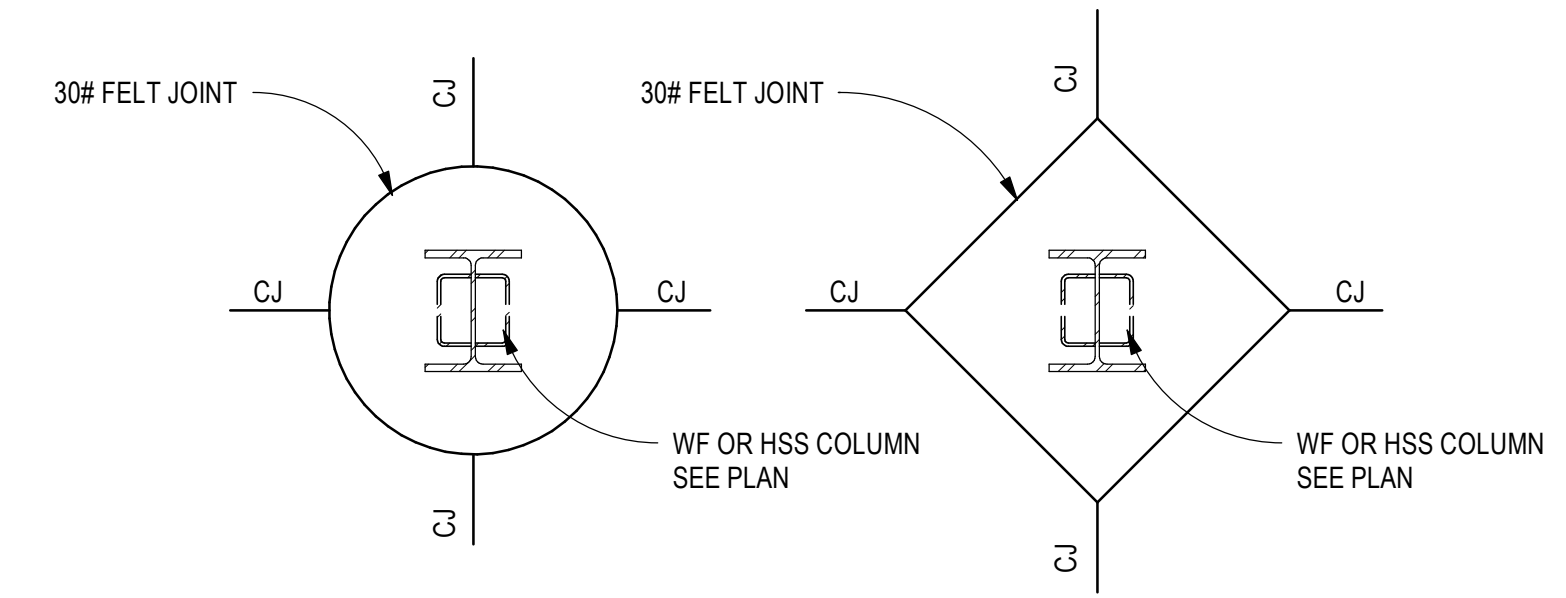 CJ
30# FELT JOINT
CJ
CJ
WF OR HSS COLUMN
SEE PLAN
CJ
CJ
30# FELT JOINT
CJ
CJ
WF OR HSS COLUMN
SEE PLAN
CJ